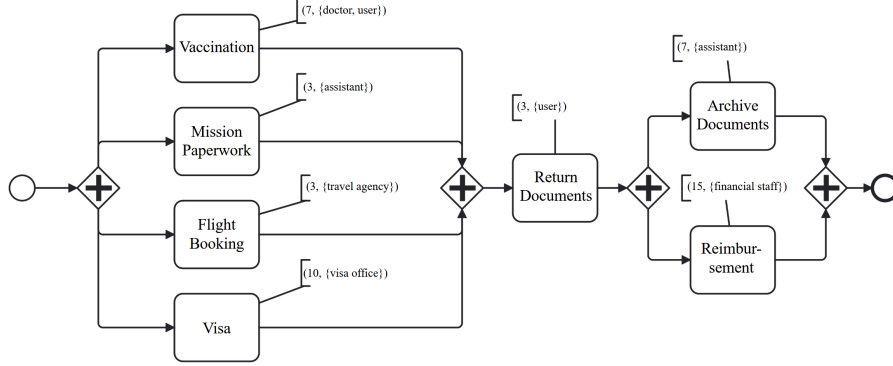 (7, {doctor, user})
Vaccination
(3, {assistant})
Mission
Paperwork
(3, {travel agency})
Flight
Booking
(10, {visa office})
Visa
(3, {user})
Return
Documents
(7, {assistant})
Archive
Documents
(15, {financial staff})
Reimbur-
sement